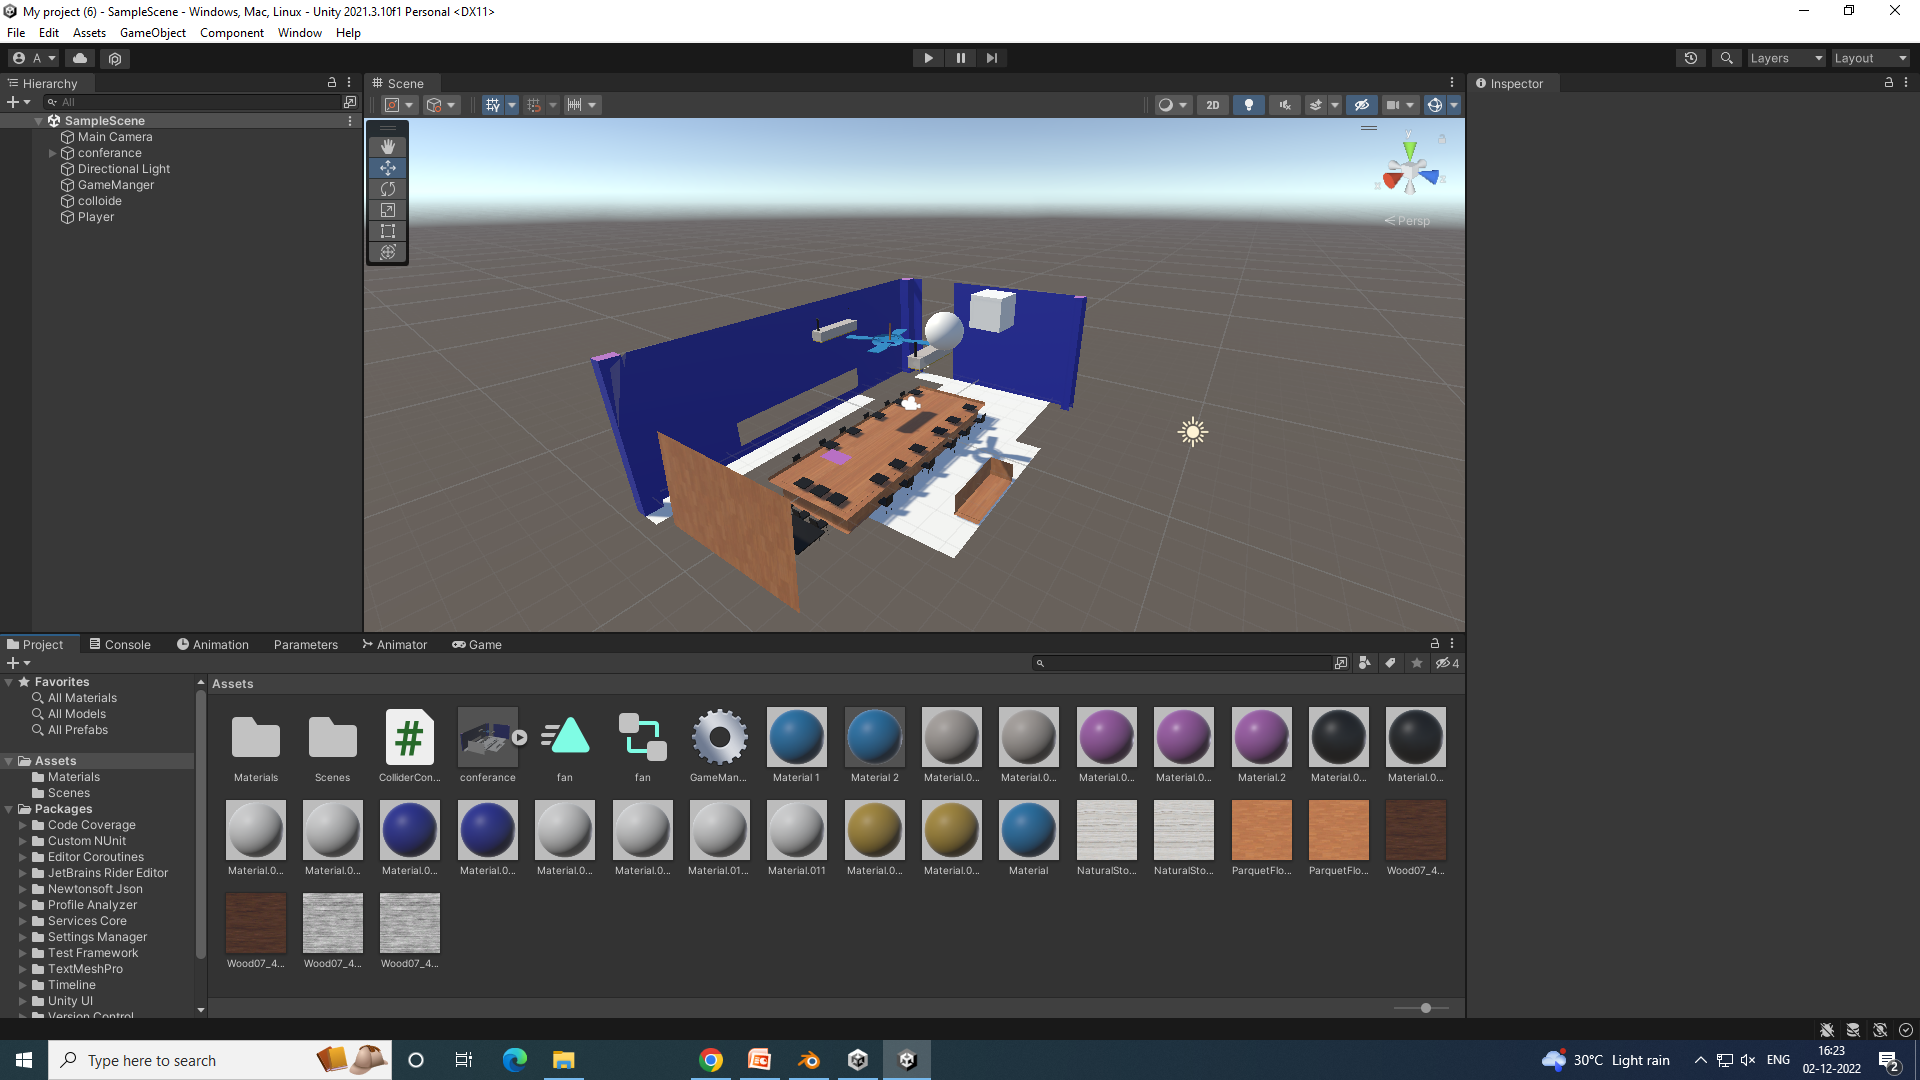 My project (6) - SampleScene - Windows, Mac, Linux - Unity 2021.3.10f1 Personal <DX11>
File Edit Assets GameObject Component Window Help
A
Layers Layout
Hierarchy
All
SampleScene
Main Camera
conferance
Directional Light
GameManger
colloide
Player
Scene
2D
y
x
z
Persp
Inspector
Project Console Animation Parameters Animator Game
4
Favorites
All Materials
All Models
All Prefabs
Assets
Materials
Scenes
Packages
Code Coverage
Custom NUnit
Editor Coroutines
JetBrains Rider Editor
Newtonsoft Json
Profile Analyzer
Services Core
Settings Manager
Test Framework
TextMeshPro
Timeline
Unity UI
Version Control
Assets
Materials Scenes ColliderCon... conferance fan fan GameMan... Material 1 Material 2 Material.0... Material.0... Material.0... Material.0... Material.2 Material.0... Material.0...
Material.0... Material.0... Material.0... Material.0... Material.0... Material.0... Material.01... Material.011 Material.0... Material.0... Material NaturalSto... NaturalSto... ParquetFlo... ParquetFlo... Wood07_4...
Wood07_4... Wood07_4... Wood07_4...
Type here to search
30°C Light rain
ENG
16:23
02-12-2022
2